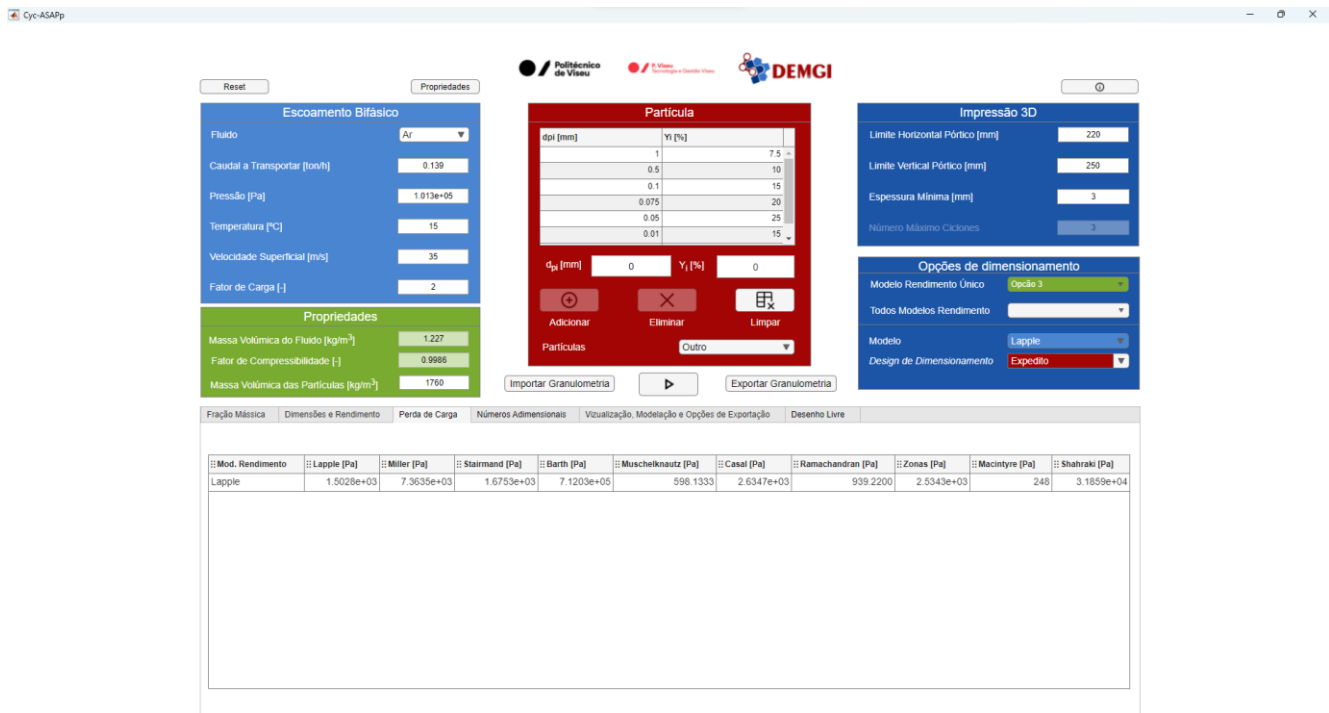 Cyc-ASAPp
Politécnico
de Viseu
P. Viseu
Tecnologia e Gestão Viseu
DEMGI
Reset
Propriedades
Escoamento Bifásico
Fluido Ar
Caudal a Transportar [ton/h] 0.139
Pressão [Pa] 1.013e+05
Temperatura [ºC] 15
Velocidade Superficial [m/s] 35
Fator de Carga [-] 2
Propriedades
Massa Volúmica do Fluido [kg/m³] 1.227
Fator de Compressibilidade [-] 0.9986
Massa Volúmica das Partículas [kg/m³] 1760
Partícula
dpi [mm] Yi [%]
1 7.5
0.5 10
0.1 15
0.075 20
0.05 25
0.01 15
dpi [mm] 0 Yi [%] 0
Adicionar Eliminar Limpar
Partículas Outro
Importar Granulometria
Exportar Granulometria
Impressão 3D
Limite Horizontal Pórtico [mm] 220
Limite Vertical Pórtico [mm] 250
Espessura Mínima [mm] 3
Número Máximo Ciclones 3
Opções de dimensionamento
Modelo Rendimento Único Opcão 3
Todos Modelos Rendimento
Modelo Lapple
Design de Dimensionamento Expedito
Fração Mássica Dimensões e Rendimento Perda de Carga Números Adimensionais Vizualização, Modelação e Opções de Exportação Desenho Livre
Mod. Rendimento Lapple [Pa] Miller [Pa] Stairmand [Pa] Barth [Pa] Muschelknautz [Pa] Casal [Pa] Ramachandran [Pa] Zonas [Pa] Macintyre [Pa] Shahraki [Pa]
Lapple 1.5028e+03 7.3635e+03 1.6753e+03 7.1203e+05 598.1333 2.6347e+03 939.2200 2.5343e+03 248 3.1859e+04